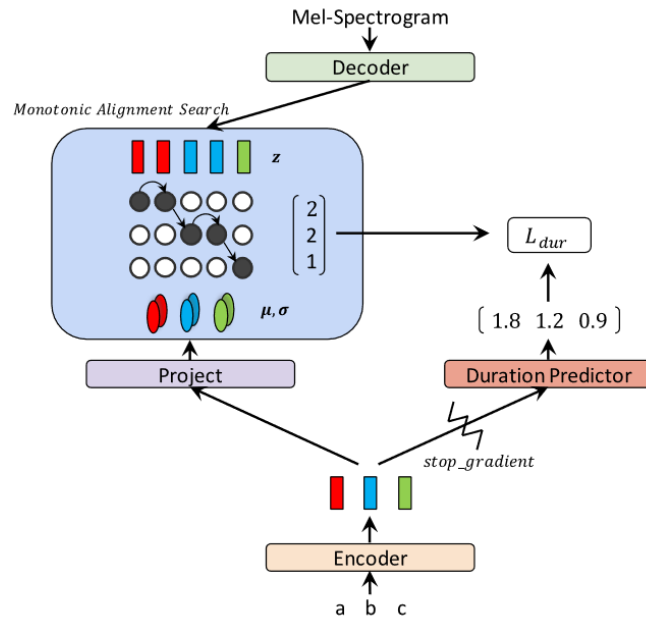 Mel-Spectrogram
Decoder
Monotonic Alignment Search
z
2
2
1
L_dur
μ, σ
1.8 1.2 0.9
Project
Duration Predictor
stop_gradient
Encoder
a b c